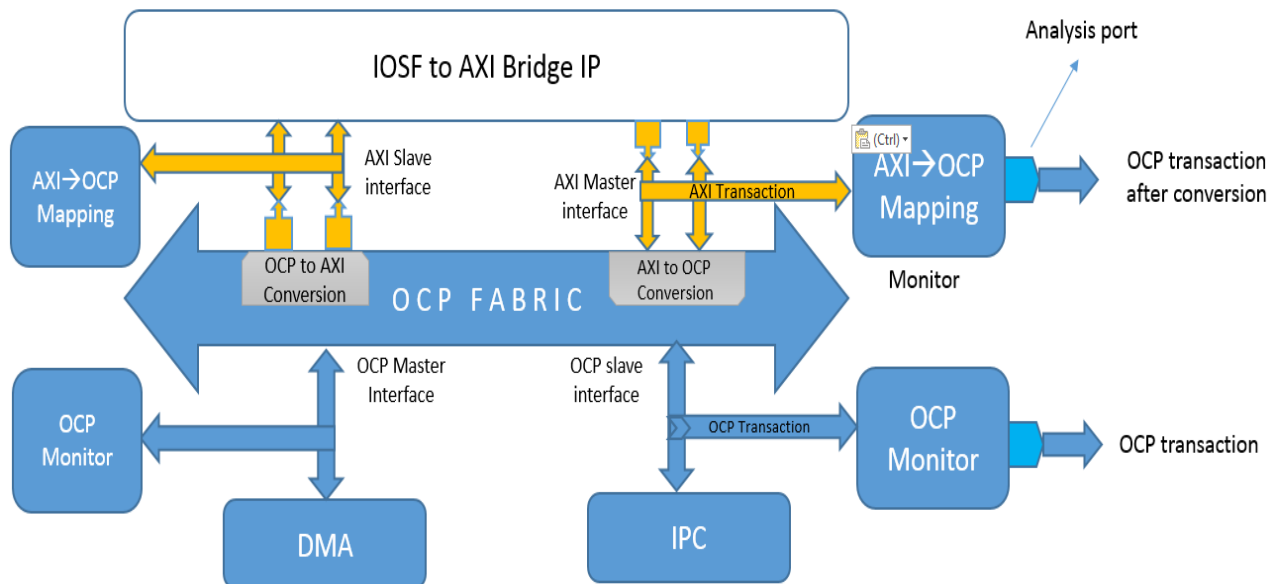 Analysis port
IOSF to AXI Bridge IP
(Ctrl)
AXI→OCP
Mapping
AXI Slave
interface
AXI Master
interface
AXI Transaction
AXI→OCP
Mapping
OCP transaction
after conversion
Monitor
OCP to AXI
Conversion
AXI to OCP
Conversion
OCP FABRIC
OCP Master
Interface
OCP slave
interface
OCP
Monitor
OCP Transaction
OCP
Monitor
OCP transaction
DMA
IPC